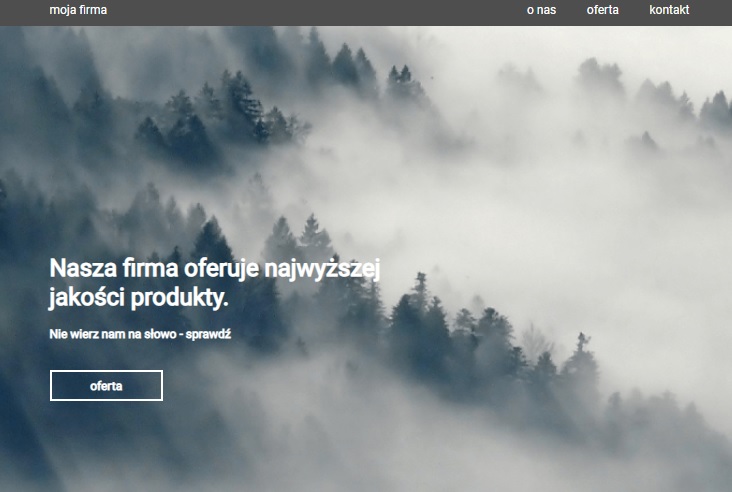 moja firma
o nas oferta kontakt
Nasza firma oferuje najwyższej
jakości produkty.
Nie wierz nam na słowo - sprawdź
oferta